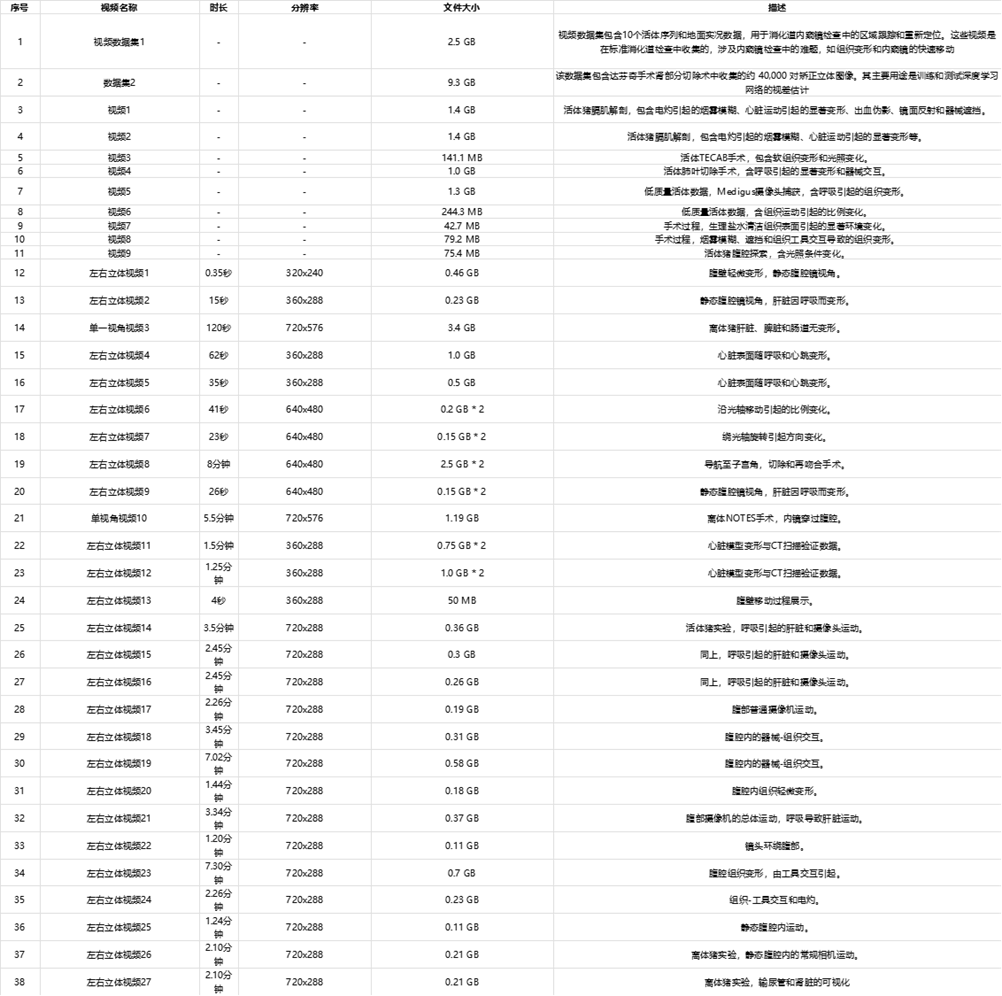 序号 视频名称 时长 分辨率 文件大小 描述
1 视频数据集1 - - 2.5 GB 视频数据集包含10个活体序列和地面实况数据，用于消化道内窥镜检查中的区域跟踪和重新定位。这些视频是
在标准消化道检查中收集的，涉及内窥镜检查中的难题，如组织变形和内窥镜的快速移动
2 数据集2 - - 9.3 GB 该数据集包含达芬奇手术肾部分切除术中收集的约 40,000 对矫正立体图像。其主要用途是训练和测试深度学习
网络的视差估计
3 视频1 - - 1.4 GB 活体猪膈肌解剖，包含电灼引起的烟雾模糊、心脏运动引起的显著变形、出血伪影、镜面反射和器械遮挡。
4 视频2 - - 1.4 GB 活体猪膈肌解剖，包含电灼引起的烟雾模糊、心脏运动引起的显著变形等。
5 视频3 - - 141.1 MB 活体TECAB手术，包含软组织变形和光照变化。
6 视频4 - - 1.0 GB 活体肺叶切除手术，含呼吸引起的显著变形和器械交互。
7 视频5 - - 1.3 GB 低质量活体数据，Medigus摄像头捕获，含呼吸引起的组织变形。
8 视频6 - - 244.3 MB 低质量活体数据，含组织运动引起的比例变化。
9 视频7 - - 42.7 MB 手术过程，生理盐水清洁组织表面引起的显著环境变化。
10 视频8 - - 79.2 MB 手术过程，烟雾模糊、遮挡和组织工具交互导致的组织变形。
11 视频9 - - 75.4 MB 活体猪腹腔探索，含光照条件变化。
12 左右立体视频1 0.35秒 320x240 0.46 GB 腹壁轻微变形，静态腹腔镜视角。
13 左右立体视频2 15秒 360x288 0.23 GB 静态腹腔镜视角，肝脏因呼吸而变形。
14 单一视角视频3 120秒 720x576 3.4 GB 离体猪肝脏、脾脏和肠道无变形。
15 左右立体视频4 62秒 360x288 1.0 GB 心脏表面随呼吸和心跳变形。
16 左右立体视频5 35秒 360x288 0.5 GB 心脏表面随呼吸和心跳变形。
17 左右立体视频6 41秒 640x480 0.2 GB * 2 沿光轴移动引起的比例变化。
18 左右立体视频7 23秒 640x480 0.15 GB * 2 绕光轴旋转引起方向变化。
19 左右立体视频8 8分钟 640x480 2.5 GB * 2 导航至子宫角，切除和再吻合手术。
20 左右立体视频9 26秒 640x480 0.15 GB * 2 静态腹腔镜视角，肝脏因呼吸而变形。
21 单视角视频10 5.5分钟 720x576 1.19 GB 离体NOTES手术，内镜穿过腹腔。
22 左右立体视频11 1.5分钟 360x288 0.75 GB * 2 心脏模型变形与CT扫描验证数据。
23 左右立体视频12 1.25分 360x288 1.0 GB * 2 心脏模型变形与CT扫描验证数据。
钟
24 左右立体视频13 4秒 360x288 50 MB 腹壁移动过程展示。
25 左右立体视频14 3.5分钟 720x288 0.36 GB 活体猪实验，呼吸引起的肝脏和摄像头运动。
26 左右立体视频15 2.45分 720x288 0.3 GB 同上，呼吸引起的肝脏和摄像头运动。
钟
27 左右立体视频16 2.45分 720x288 0.26 GB 同上，呼吸引起的肝脏和摄像头运动。
钟
28 左右立体视频17 2.26分 720x288 0.19 GB 腹部普通摄像机运动。
钟
29 左右立体视频18 3.45分 720x288 0.31 GB 腹腔内的器械-组织交互。
钟
30 左右立体视频19 7.02分 720x288 0.58 GB 腹腔内的器械-组织交互。
钟
31 左右立体视频20 1.44分 720x288 0.18 GB 腹腔内组织轻微变形。
钟
32 左右立体视频21 3.34分 720x288 0.37 GB 腹部摄像机的总体运动，呼吸导致肝脏运动。
钟
33 左右立体视频22 1.20分 720x288 0.11 GB 镜头环绕腹部。
钟
34 左右立体视频23 7.30分 720x288 0.7 GB 腹腔组织变形，由工具交互引起。
钟
35 左右立体视频24 2.26分 720x288 0.23 GB 组织-工具交互和电灼。
钟
36 左右立体视频25 1.24分 720x288 0.11 GB 静态腹腔内运动。
钟
37 左右立体视频26 2.10分 720x288 0.21 GB 离体猪实验，静态腹腔内的常规相机运动。
钟
38 左右立体视频27 2.10分 720x288 0.21 GB 离体猪实验，输尿管和肾脏的可视化
钟